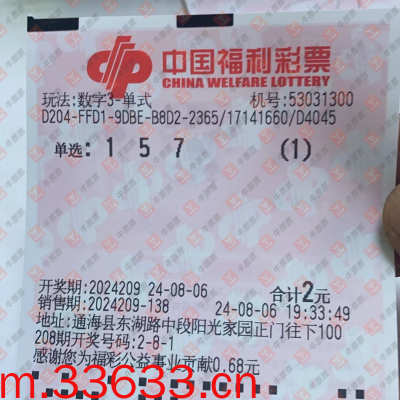 中国福利彩票
CHINA WELFARE LOTTERY
玩法:数字3-单式 机号:53031300
D204-FFD1-9DBE-B8D2-2365/17141660/D4045
单选: 1 5 7 (1)
开奖期:2024209 24-08-06 合计2元
销售期:2024209-138 24-08-06 19:33:49
地址:通海县东湖路中段阳光家园正门往下100
208期开奖号码:2-8-1
感谢您为福彩公益事业贡献0.68元
m.33633.cn